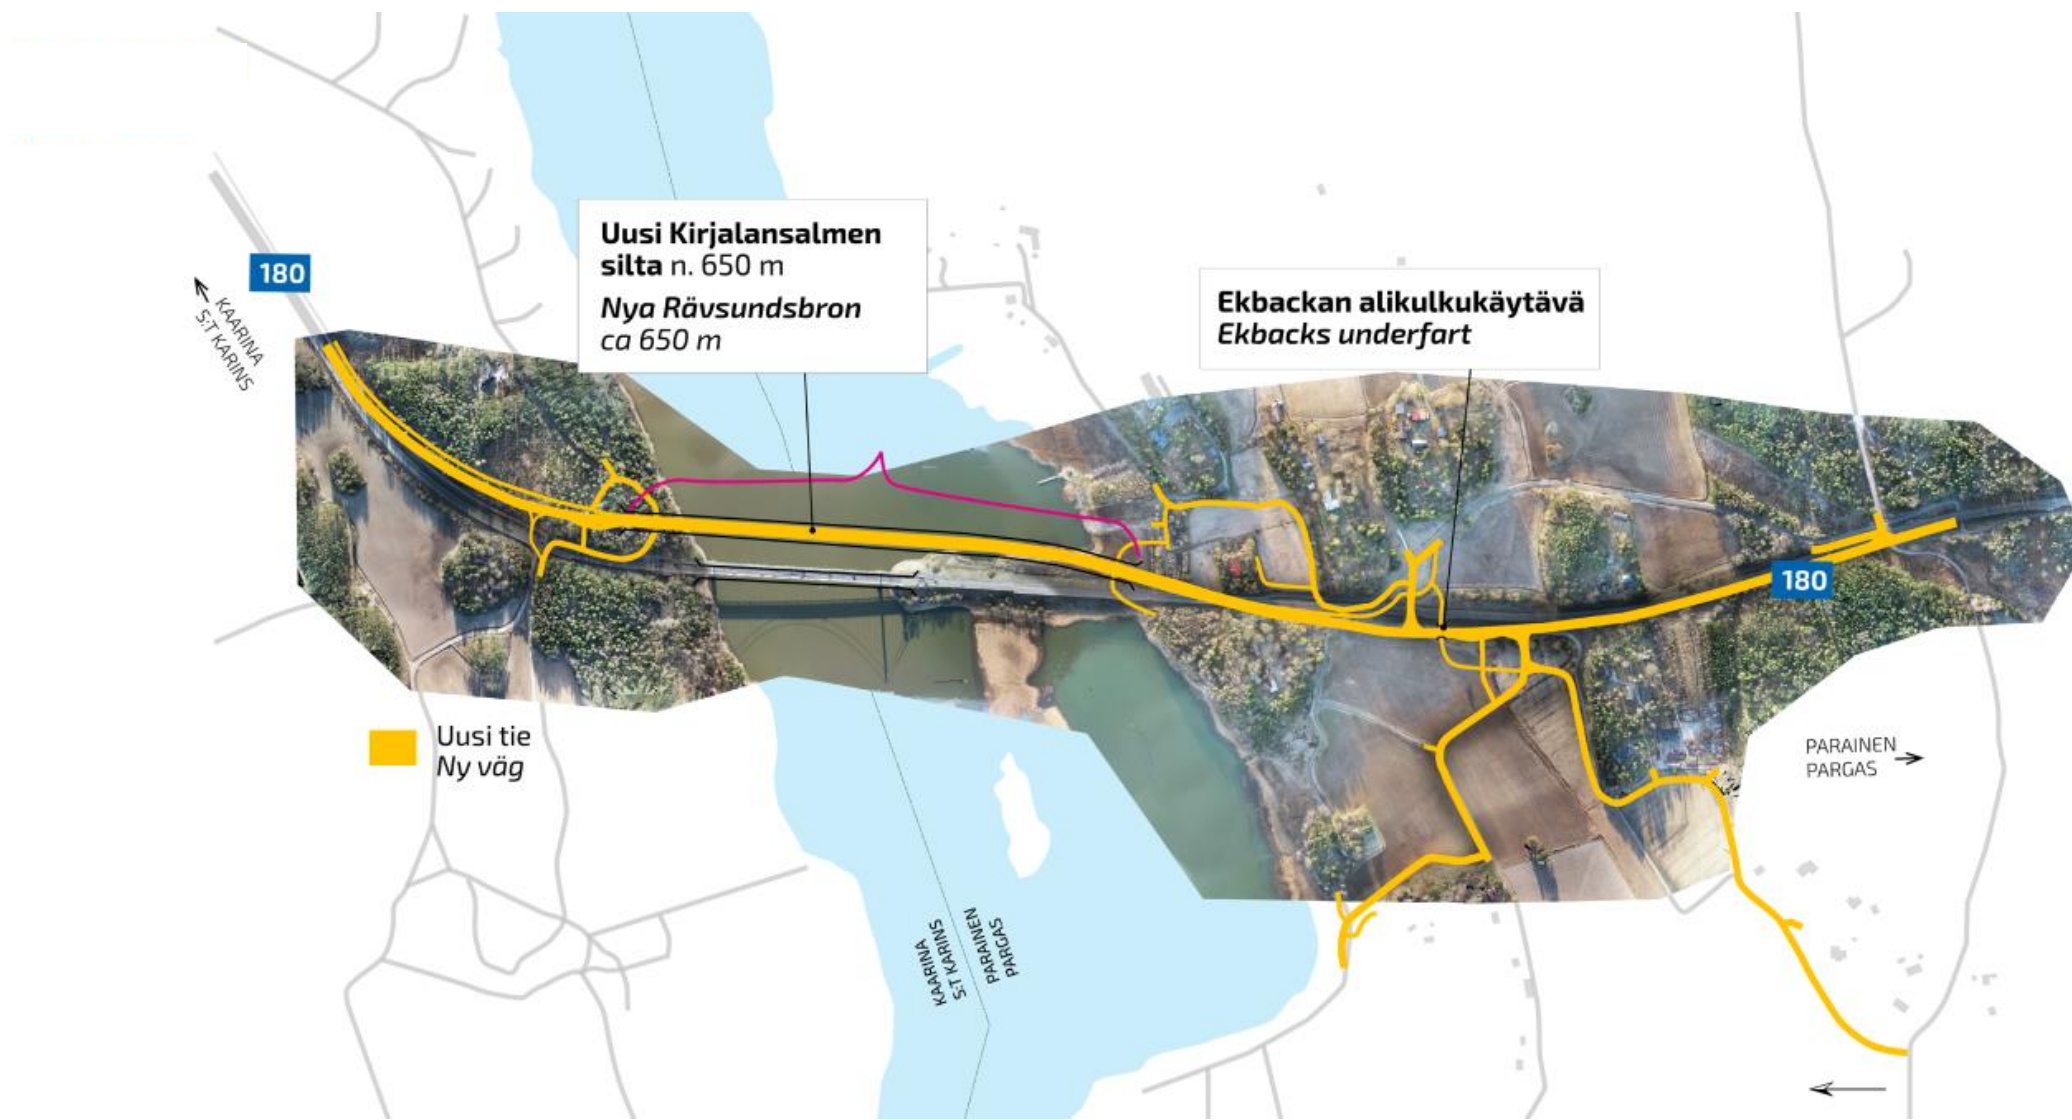 Uusi Kirjalansalmen
silta n. 650 m
Nya Rävsundsbron
ca 650 m
180
KAARINA
S:T KARINS
Ekbackan alikulkukäytävä
Ekbacks underfart
180
Uusi tie
Ny väg
PARAINEN
PARGAS
KAARINA
S:T KARINS
PARAINEN
PARGAS